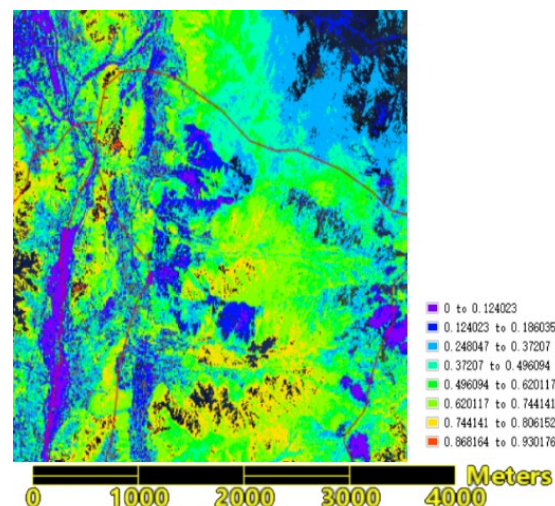 0 to 0.124023
0.124023 to 0.186035
0.248047 to 0.37207
0.37207 to 0.496094
0.496094 to 0.620117
0.620117 to 0.744141
0.744141 to 0.806152
0.868164 to 0.930176
Meters
0 1000 2000 3000 4000